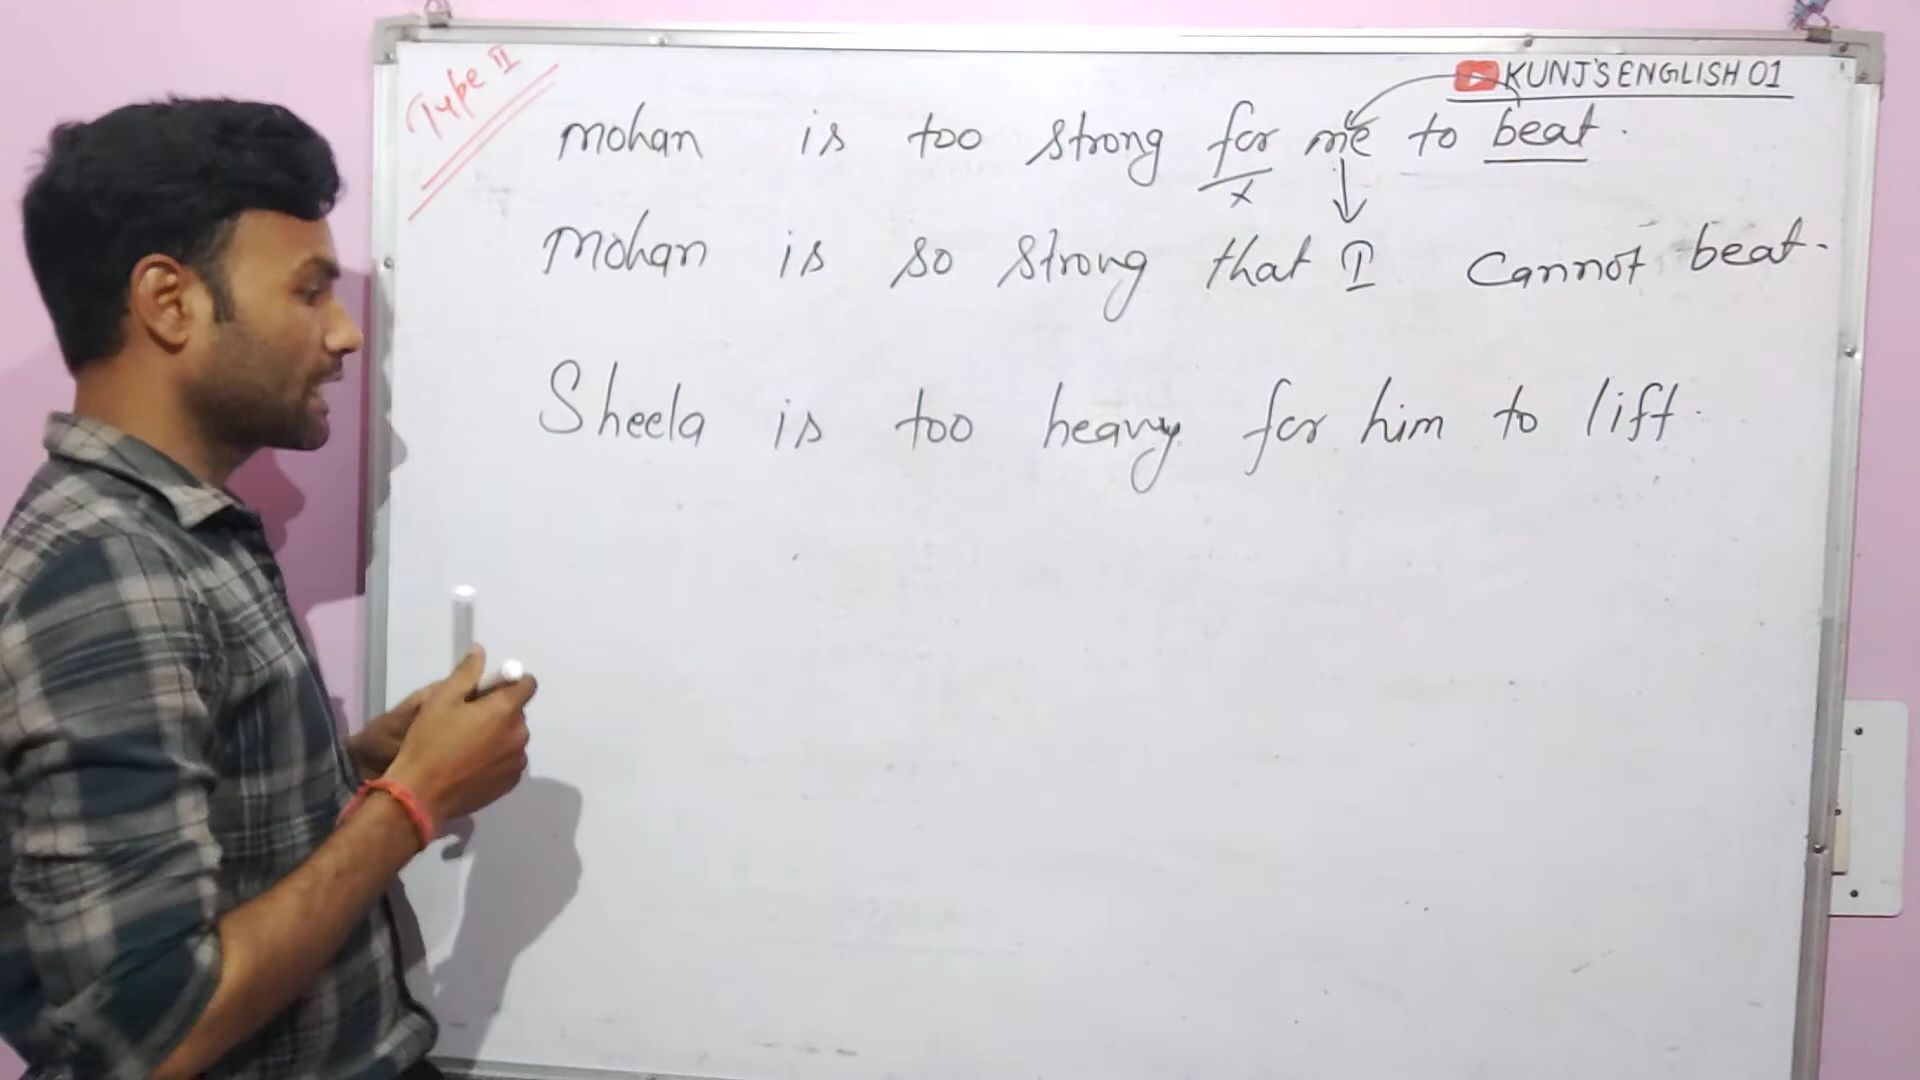 Type II
KUNJ'S ENGLISH 01
Mohan is too strong for me to beat.
x
Mohan is so strong that I cannot beat.
Sheela is too heavy for him to lift.